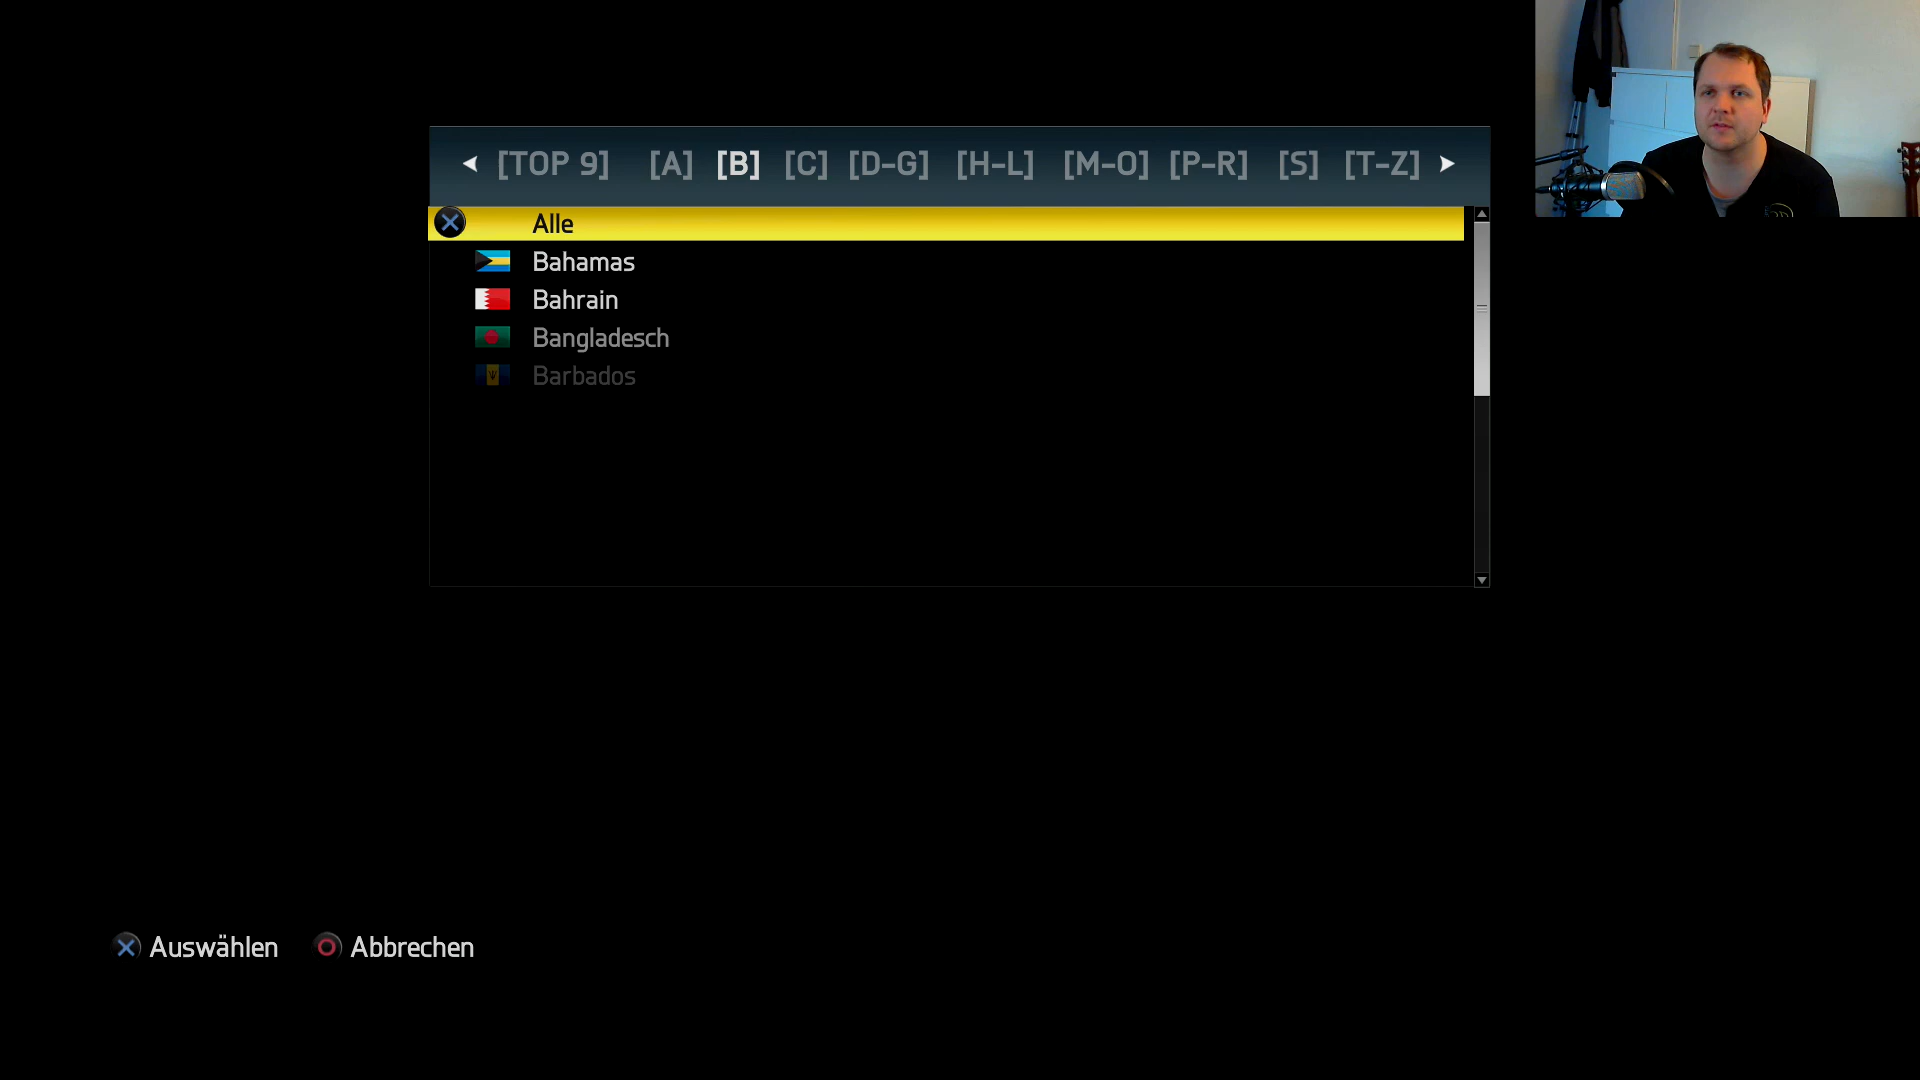 [TOP 9] [A] [B] [C] [D-G] [H-L] [M-O] [P-R] [S] [T-Z]
Alle
Bahamas
Bahrain
Bangladesch
Barbados
Auswählen Abbrechen